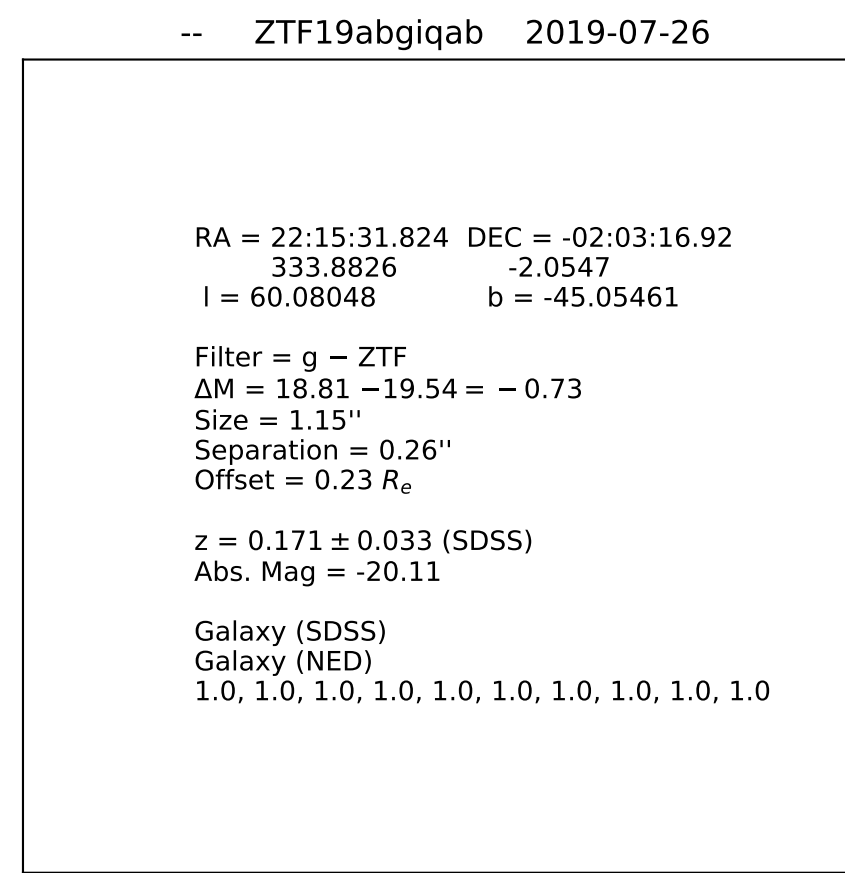 -- ZTF19abgiqab 2019-07-26
RA = 22:15:31.824 DEC = -02:03:16.92
333.8826 -2.0547
l = 60.08048 b = -45.05461
Filter = g − ZTF
ΔM = 18.81 −19.54 = − 0.73
Size = 1.15''
Separation = 0.26''
Offset = 0.23 Re
z = 0.171 ± 0.033 (SDSS)
Abs. Mag = -20.11
Galaxy (SDSS)
Galaxy (NED)
1.0, 1.0, 1.0, 1.0, 1.0, 1.0, 1.0, 1.0, 1.0, 1.0